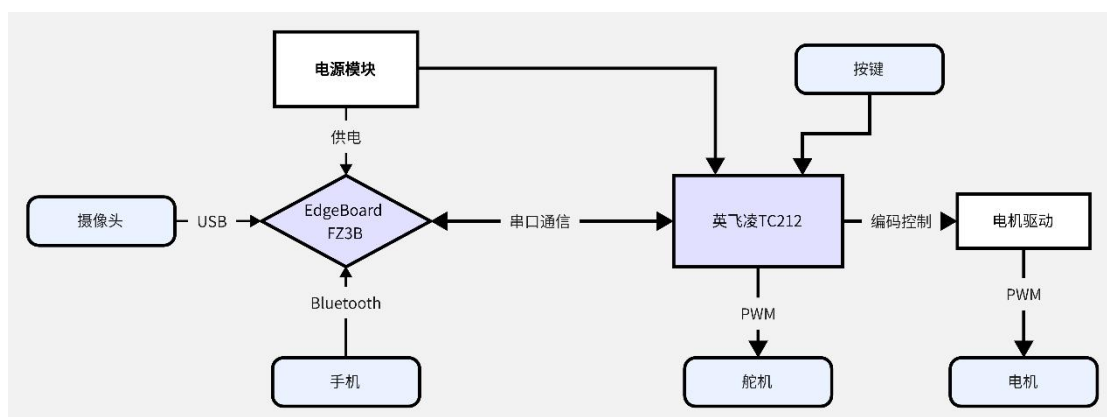 电源模块
按键
供电
摄像头
USB
EdgeBoard
FZ3B
串口通信
英飞凌TC212
编码控制
电机驱动
Bluetooth
PWM
PWM
手机
舵机
电机